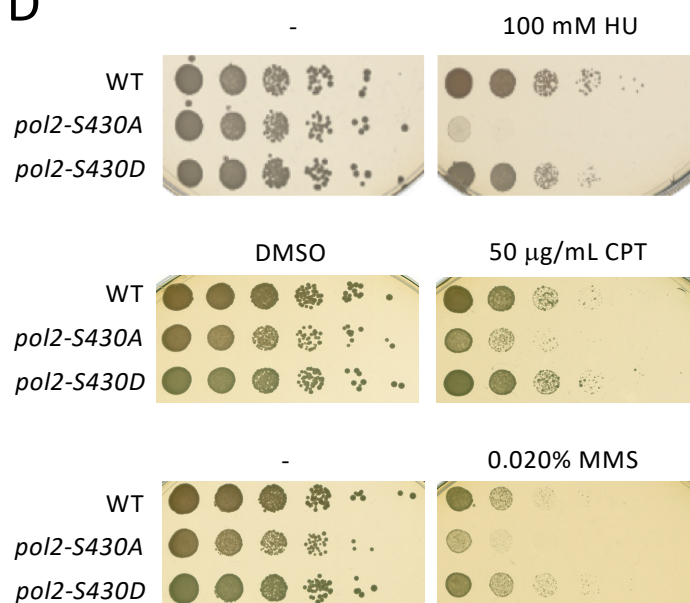 D
- 100 mM HU
WT
pol2-S430A
pol2-S430D
DMSO 50 μg/mL CPT
WT
pol2-S430A
pol2-S430D
- 0.020% MMS
WT
pol2-S430A
pol2-S430D